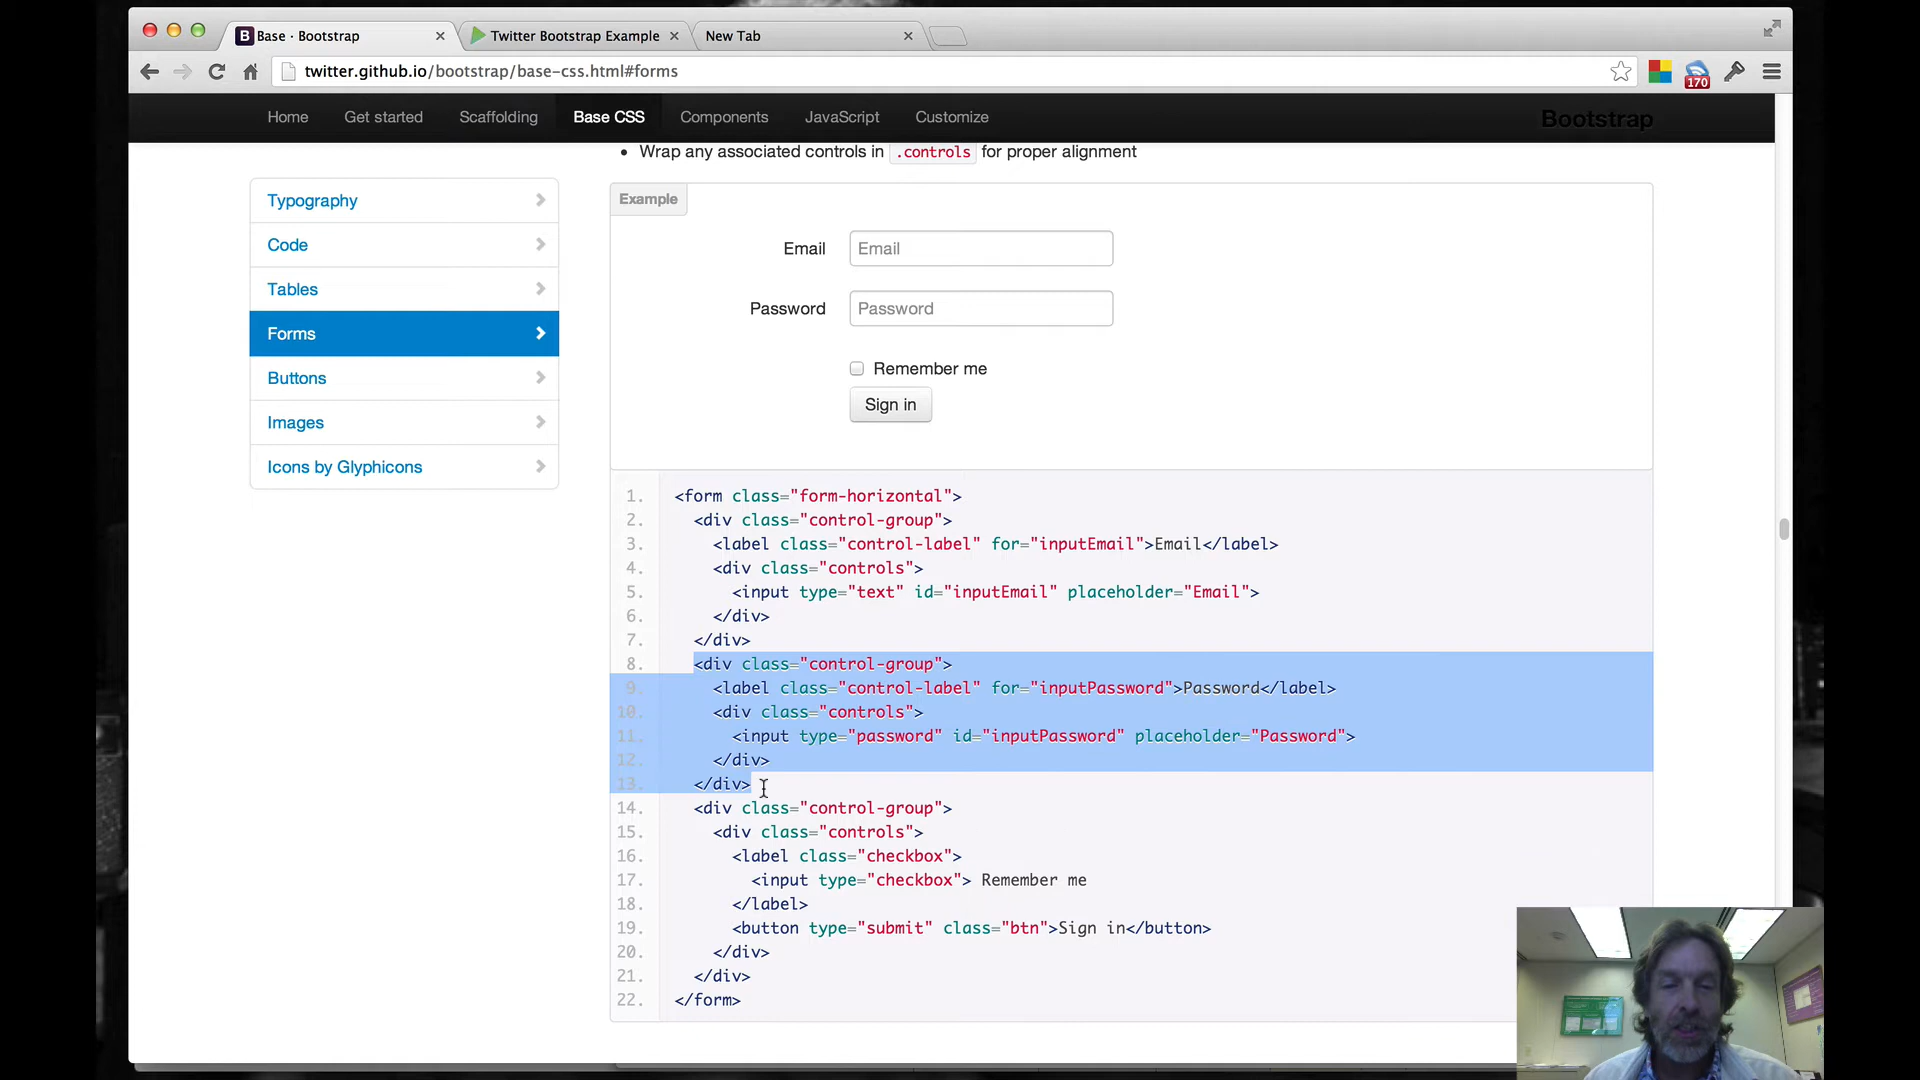 Base · Bootstrap
Twitter Bootstrap Example
New Tab
twitter.github.io/bootstrap/base-css.html#forms
170
Home
Get started
Scaffolding
Base CSS
Components
JavaScript
Customize
Bootstrap
Wrap any associated controls in .controls for proper alignment
Typography
Code
Tables
Forms
Buttons
Images
Icons by Glyphicons
Example
Email Email
Password Password
Remember me
Sign in
1. <form class="form-horizontal">
2. <div class="control-group">
3. <label class="control-label" for="inputEmail">Email</label>
4. <div class="controls">
5. <input type="text" id="inputEmail" placeholder="Email">
6. </div>
7. </div>
8. <div class="control-group">
9. <label class="control-label" for="inputPassword">Password</label>
10. <div class="controls">
11. <input type="password" id="inputPassword" placeholder="Password">
12. </div>
13. </div>
14. <div class="control-group">
15. <div class="controls">
16. <label class="checkbox">
17. <input type="checkbox"> Remember me
18. </label>
19. <button type="submit" class="btn">Sign in</button>
20. </div>
21. </div>
22. </form>